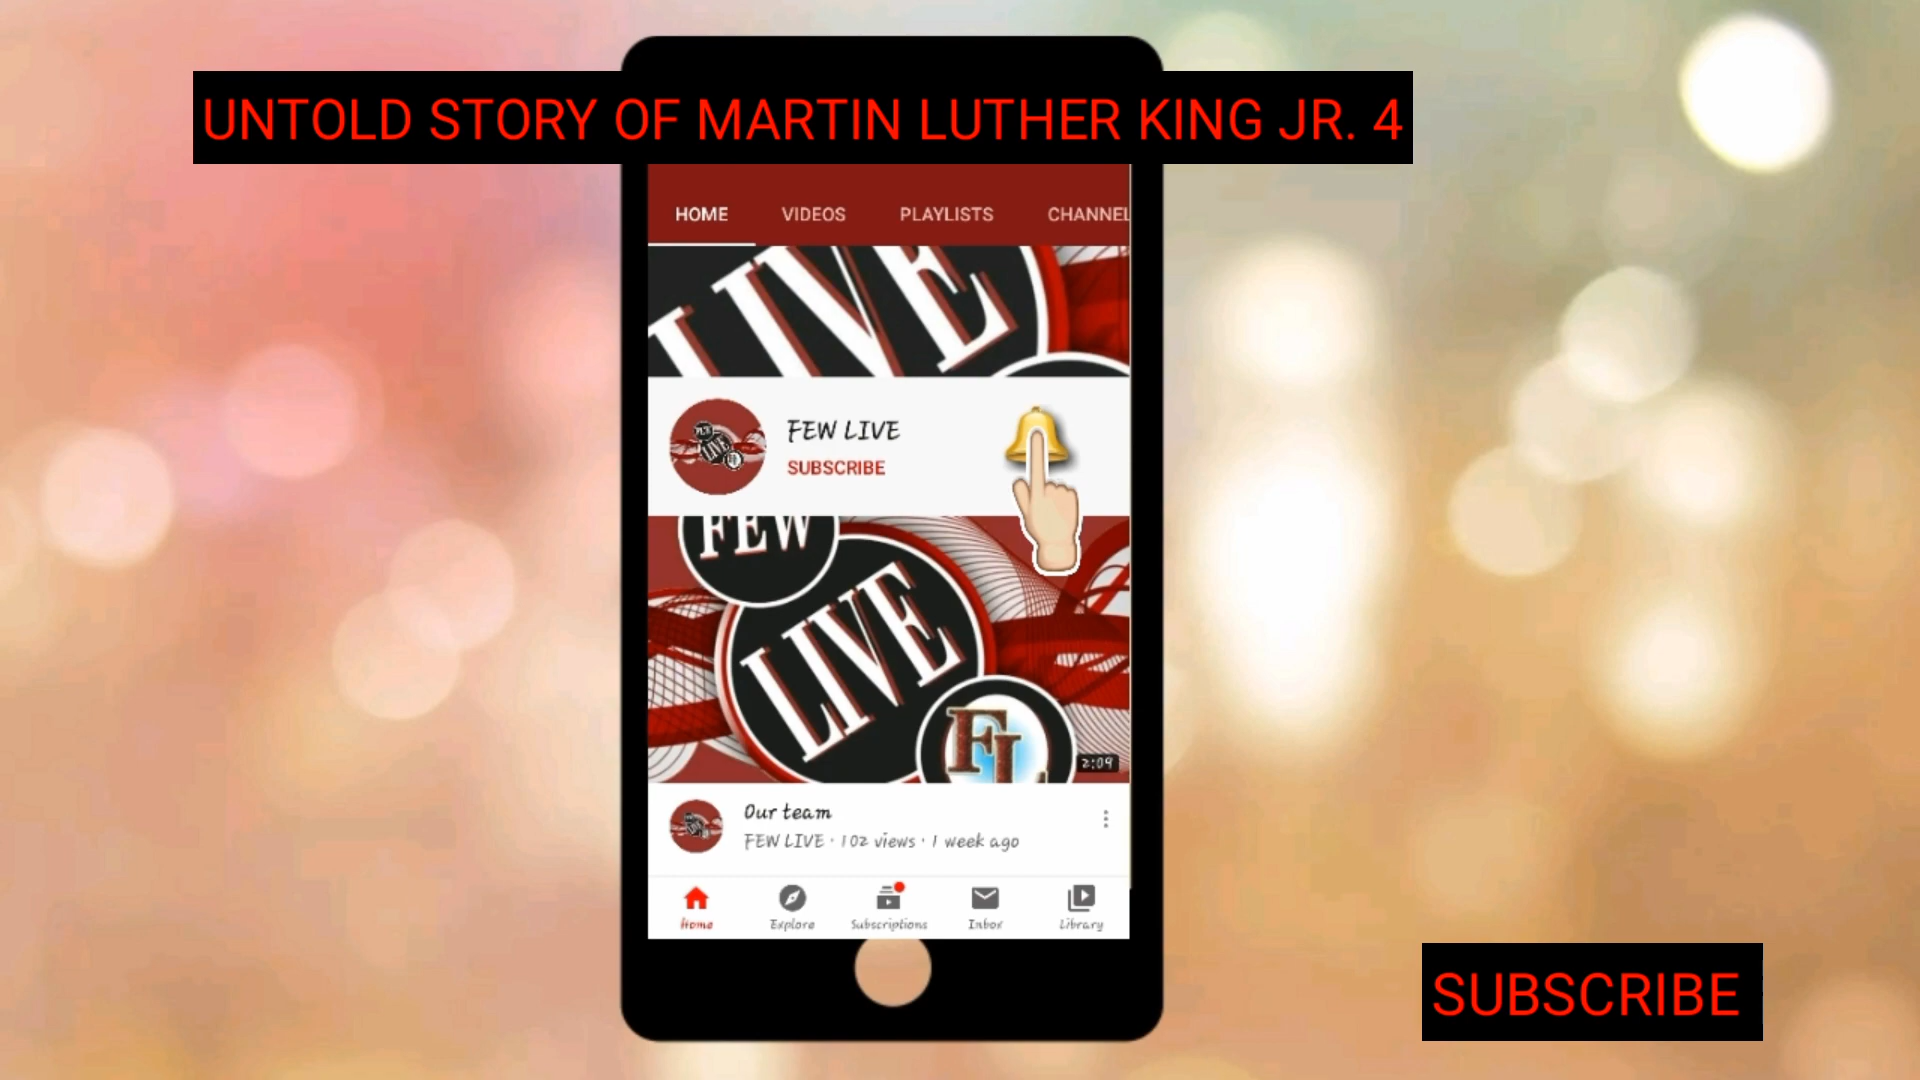 UNTOLD STORY OF MARTIN LUTHER KING JR. 4
HOME VIDEOS PLAYLISTS CHANNEL
LIVE
FEW LIVE
SUBSCRIBE
FEW
LIVE
FL
2:09
Our team
FEW LIVE · 102 views · 1 week ago
Home Explore Subscriptions Inbox Library
SUBSCRIBE